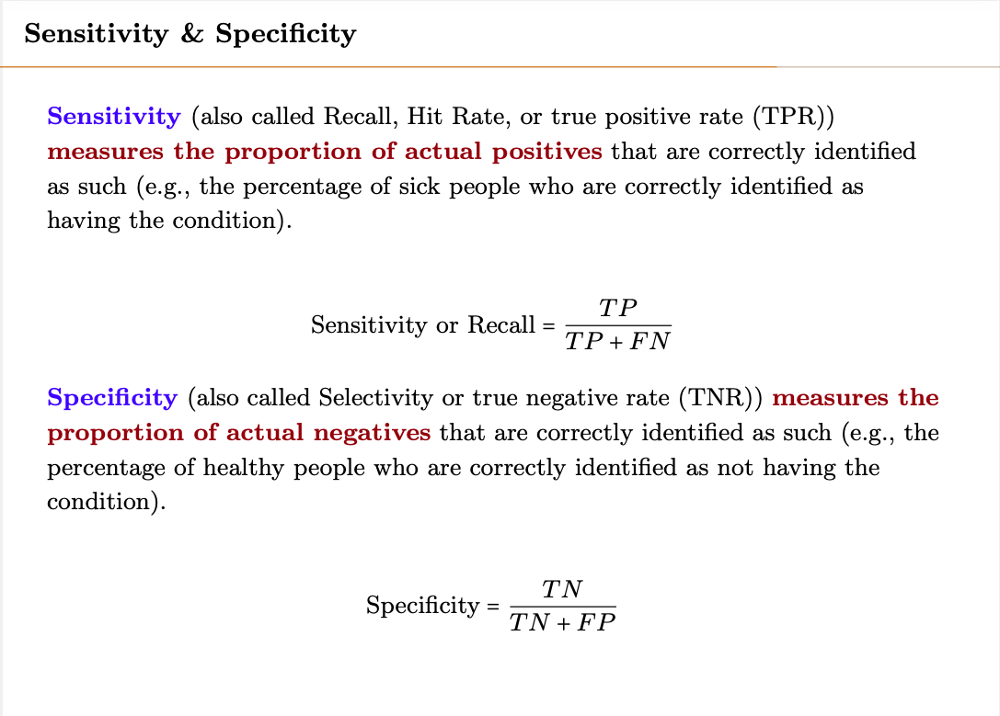 Sensitivity & Specificity
Sensitivity (also called Recall, Hit Rate, or true positive rate (TPR))
measures the proportion of actual positives that are correctly identified
as such (e.g., the percentage of sick people who are correctly identified as
having the condition).
Sensitivity or Recall = TP / TP + FN
Specificity (also called Selectivity or true negative rate (TNR)) measures the
proportion of actual negatives that are correctly identified as such (e.g., the
percentage of healthy people who are correctly identified as not having the
condition).
Specificity = TN / TN + FP